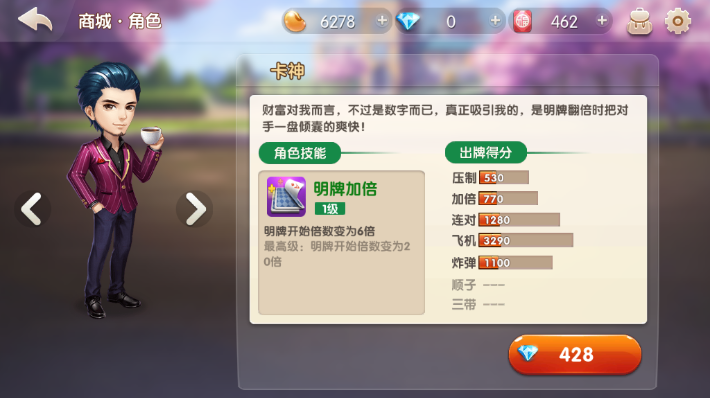 商城·角色
6278 +
0 +
福 462 +
卡神
财富对我而言，不过是数字而已，真正吸引我的，是明牌翻倍时把对
手一盘倾囊的爽快！
角色技能
明牌加倍
1级
明牌开始倍数变为6倍
最高级：明牌开始倍数变为2
0倍
出牌得分
压制 530
加倍 770
连对 1280
飞机 3290
炸弹 1100
顺子 ---
三带 ---
428